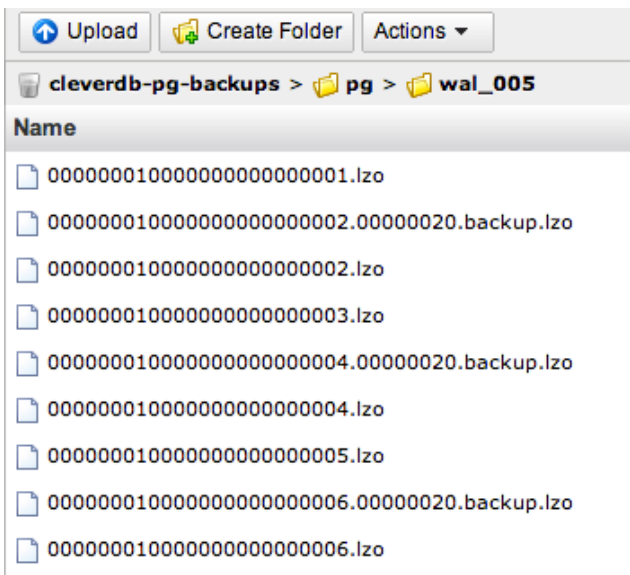 Upload Create Folder Actions
cleverdb-pg-backups > pg > wal_005
Name
000000010000000000000001.lzo
000000010000000000000002.00000020.backup.lzo
000000010000000000000002.lzo
000000010000000000000003.lzo
000000010000000000000004.00000020.backup.lzo
000000010000000000000004.lzo
000000010000000000000005.lzo
000000010000000000000006.00000020.backup.lzo
000000010000000000000006.lzo